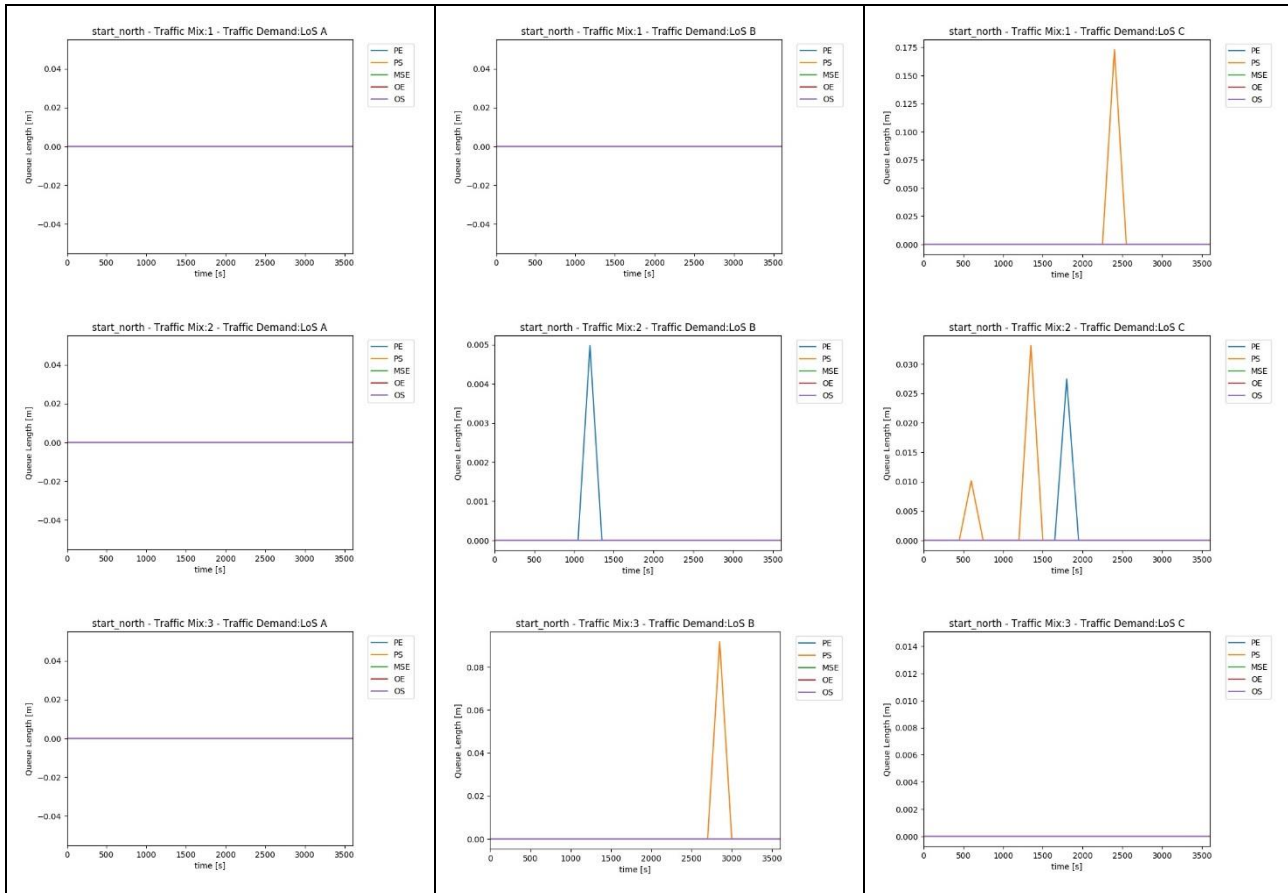 start_north - Traffic Mix:1 - Traffic Demand:LoS A
PE
PS
MSE
OE
OS
Queue Length [m]
0.04
0.02
0.00
−0.02
−0.04
0 500 1000 1500 2000 2500 3000 3500
time [s]
start_north - Traffic Mix:1 - Traffic Demand:LoS B
PE
PS
MSE
OE
OS
Queue Length [m]
0.04
0.02
0.00
−0.02
−0.04
0 500 1000 1500 2000 2500 3000 3500
time [s]
start_north - Traffic Mix:1 - Traffic Demand:LoS C
PE
PS
MSE
OE
OS
Queue Length [m]
0.175
0.150
0.125
0.100
0.075
0.050
0.025
0.000
0 500 1000 1500 2000 2500 3000 3500
time [s]
start_north - Traffic Mix:2 - Traffic Demand:LoS A
PE
PS
MSE
OE
OS
Queue Length [m]
0.04
0.02
0.00
−0.02
−0.04
0 500 1000 1500 2000 2500 3000 3500
time [s]
start_north - Traffic Mix:2 - Traffic Demand:LoS B
PE
PS
MSE
OE
OS
Queue Length [m]
0.005
0.004
0.003
0.002
0.001
0.000
0 500 1000 1500 2000 2500 3000 3500
time [s]
start_north - Traffic Mix:2 - Traffic Demand:LoS C
PE
PS
MSE
OE
OS
Queue Length [m]
0.030
0.025
0.020
0.015
0.010
0.005
0.000
0 500 1000 1500 2000 2500 3000 3500
time [s]
start_north - Traffic Mix:3 - Traffic Demand:LoS A
PE
PS
MSE
OE
OS
Queue Length [m]
0.04
0.02
0.00
−0.02
−0.04
0 500 1000 1500 2000 2500 3000 3500
time [s]
start_north - Traffic Mix:3 - Traffic Demand:LoS B
PE
PS
MSE
OE
OS
Queue Length [m]
0.08
0.06
0.04
0.02
0.00
0 500 1000 1500 2000 2500 3000 3500
time [s]
start_north - Traffic Mix:3 - Traffic Demand:LoS C
PE
PS
MSE
OE
OS
Queue Length [m]
0.014
0.012
0.010
0.008
0.006
0.004
0.002
0.000
0 500 1000 1500 2000 2500 3000 3500
time [s]